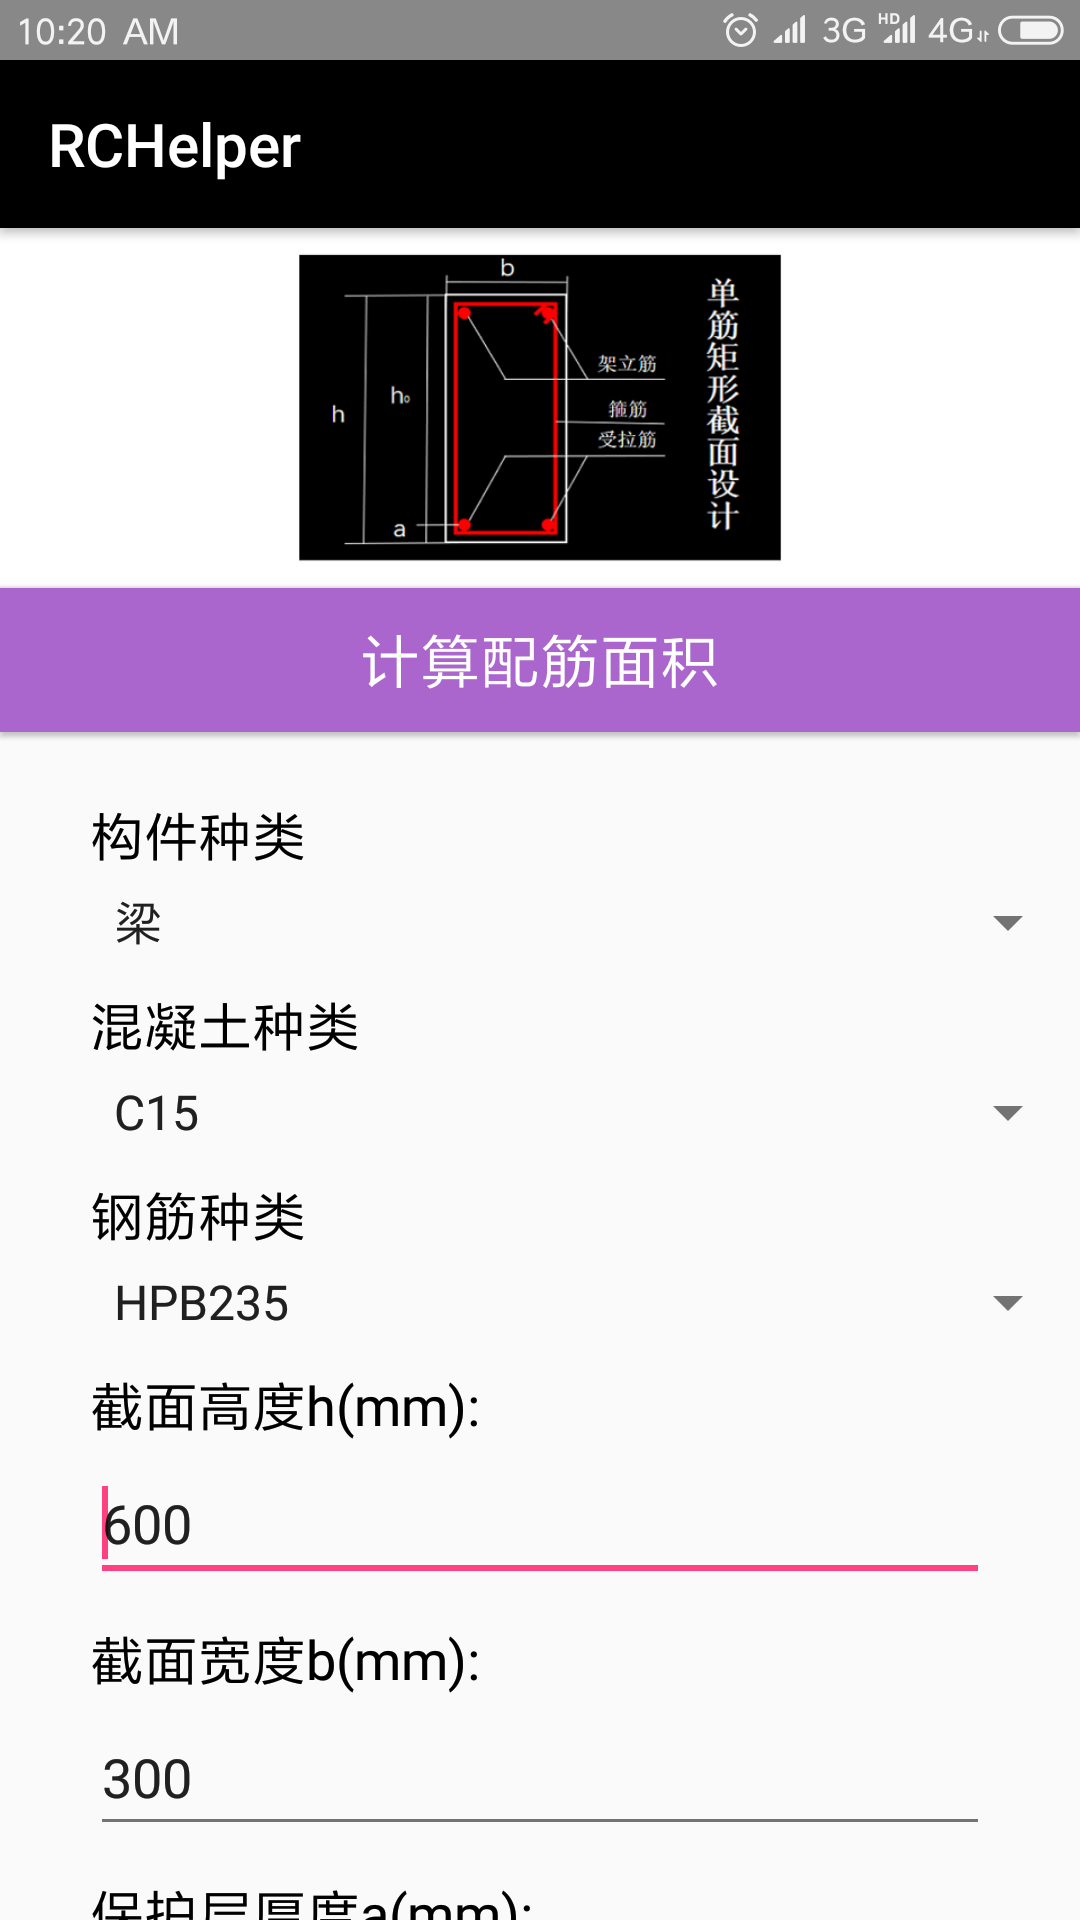 10:20 AM 3G HD 4G
RCHelper
b
h
h₀
a
架立筋
箍筋
受拉筋
单筋矩形截面设计
计算配筋面积
构件种类
梁
混凝土种类
C15
钢筋种类
HPB235
截面高度h(mm):
600
截面宽度b(mm):
300
保护层厚度a(mm):